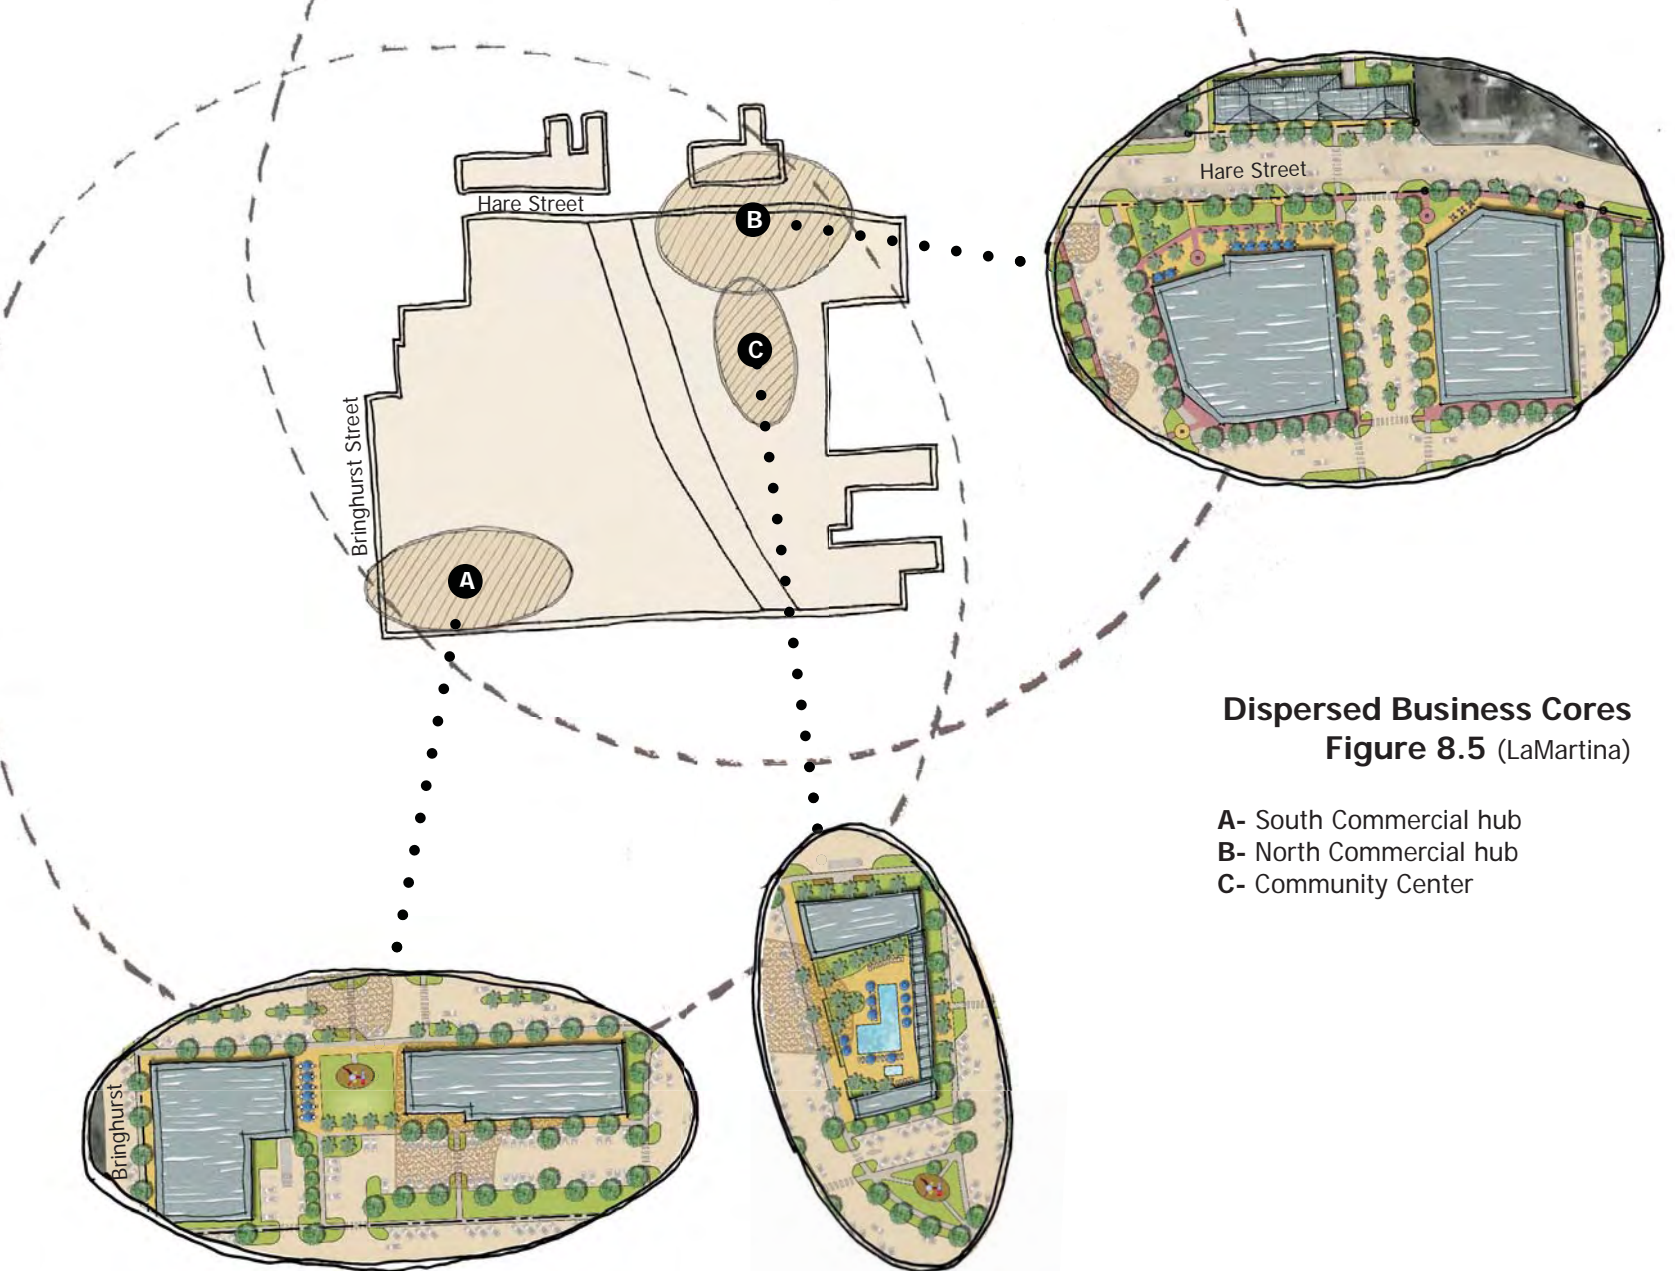 Hare Street
Hare Street
B
C
Bringhurst Street
A
Dispersed Business Cores
Figure 8.5 (LaMartina)
A- South Commercial hub
B- North Commercial hub
C- Community Center
Bringhurst